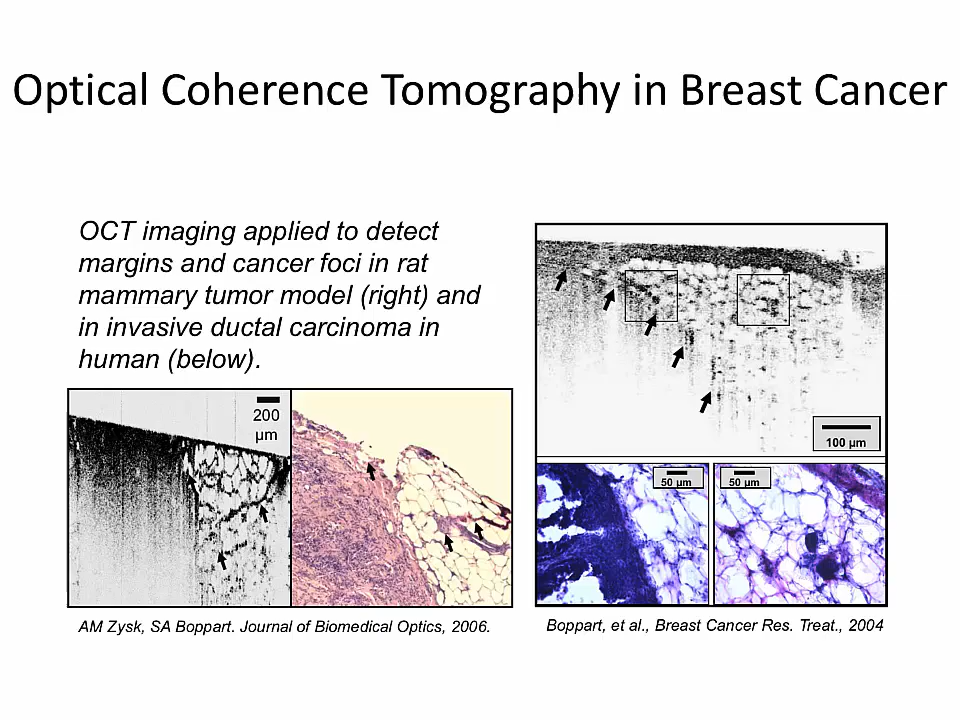 Optical Coherence Tomography in Breast Cancer
OCT imaging applied to detect
margins and cancer foci in rat
mammary tumor model (right) and
in invasive ductal carcinoma in
human (below).
200
µm
100 µm
50 µm
50 µm
AM Zysk, SA Boppart. Journal of Biomedical Optics, 2006.
Boppart, et al., Breast Cancer Res. Treat., 2004